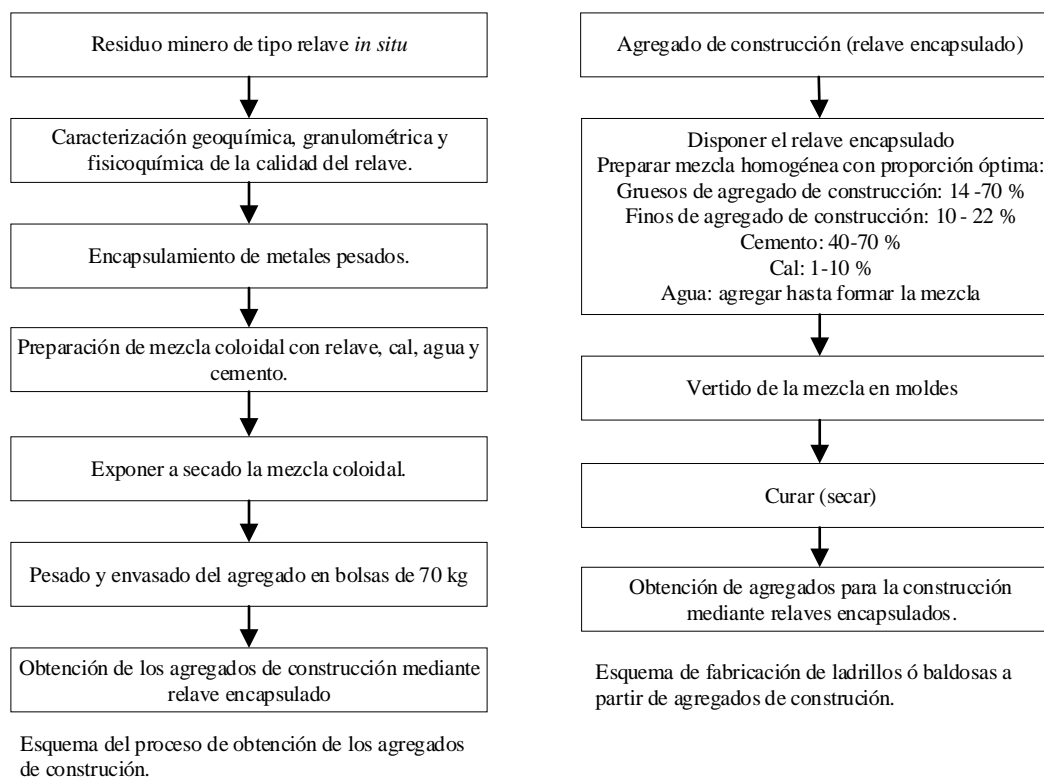 Residuo minero de tipo relave in situ
Caracterización geoquímica, granulométrica y
fisicoquímica de la calidad del relave.
Encapsulamiento de metales pesados.
Preparación de mezcla coloidal con relave, cal, agua y
cemento.
Exponer a secado la mezcla coloidal.
Pesado y envasado del agregado en bolsas de 70 kg
Obtención de los agregados de construcción mediante
relave encapsulado
Esquema del proceso de obtención de los agregados
de construción.
Agregado de construcción (relave encapsulado)
Disponer el relave encapsulado
Preparar mezcla homogénea con proporción óptima:
Gruesos de agregado de construcción: 14 -70 %
Finos de agregado de construcción: 10 - 22 %
Cemento: 40-70 %
Cal: 1-10 %
Agua: agregar hasta formar la mezcla
Vertido de la mezcla en moldes
Curar (secar)
Obtención de agregados para la construcción
mediante relaves encapsulados.
Esquema de fabricación de ladrillos ó baldosas a
partir de agregados de construción.